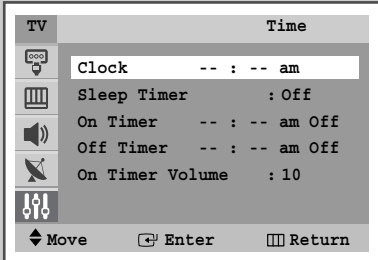 TV Time
Clock -- : -- am
Sleep Timer : Off
On Timer -- : -- am Off
Off Timer -- : -- am Off
On Timer Volume : 10
Move Enter Return